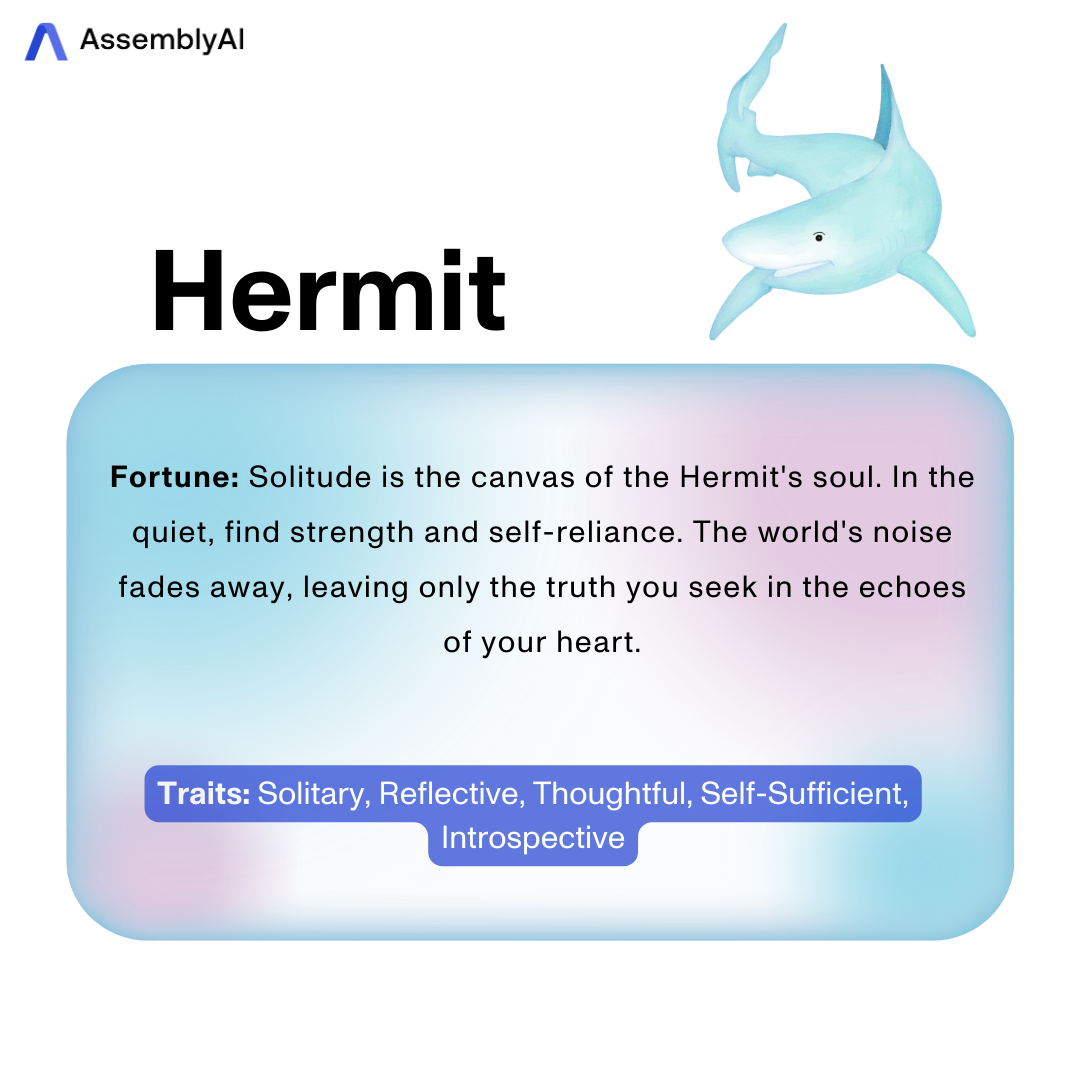 AssemblyAI
Hermit
Fortune: Solitude is the canvas of the Hermit's soul. In the
quiet, find strength and self-reliance. The world's noise
fades away, leaving only the truth you seek in the echoes
of your heart.
Traits: Solitary, Reflective, Thoughtful, Self-Sufficient,
Introspective